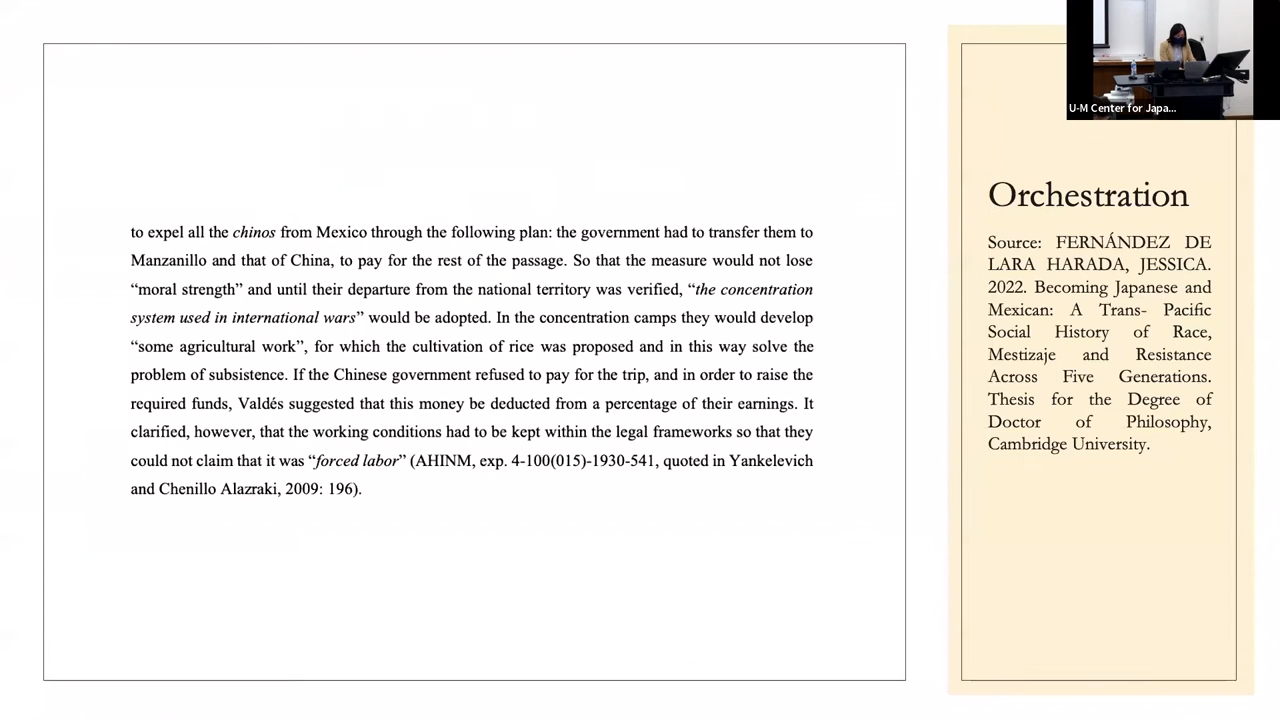 to expel all the chinos from Mexico through the following plan: the government had to transfer them to
Manzanillo and that of China, to pay for the rest of the passage. So that the measure would not lose
“moral strength” and until their departure from the national territory was verified, “the concentration
system used in international wars” would be adopted. In the concentration camps they would develop
“some agricultural work”, for which the cultivation of rice was proposed and in this way solve the
problem of subsistence. If the Chinese government refused to pay for the trip, and in order to raise the
required funds, Valdés suggested that this money be deducted from a percentage of their earnings. It
clarified, however, that the working conditions had to be kept within the legal frameworks so that they
could not claim that it was “forced labor” (AHINM, exp. 4-100(015)-1930-541, quoted in Yankelevich
and Chenillo Alazraki, 2009: 196).
U-M Center for Japa...
Orchestration
Source: FERNÁNDEZ DE
LARA HARADA, JESSICA.
2022. Becoming Japanese and
Mexican: A Trans- Pacific
Social History of Race,
Mestizaje and Resistance
Across Five Generations.
Thesis for the Degree of
Doctor of Philosophy,
Cambridge University.